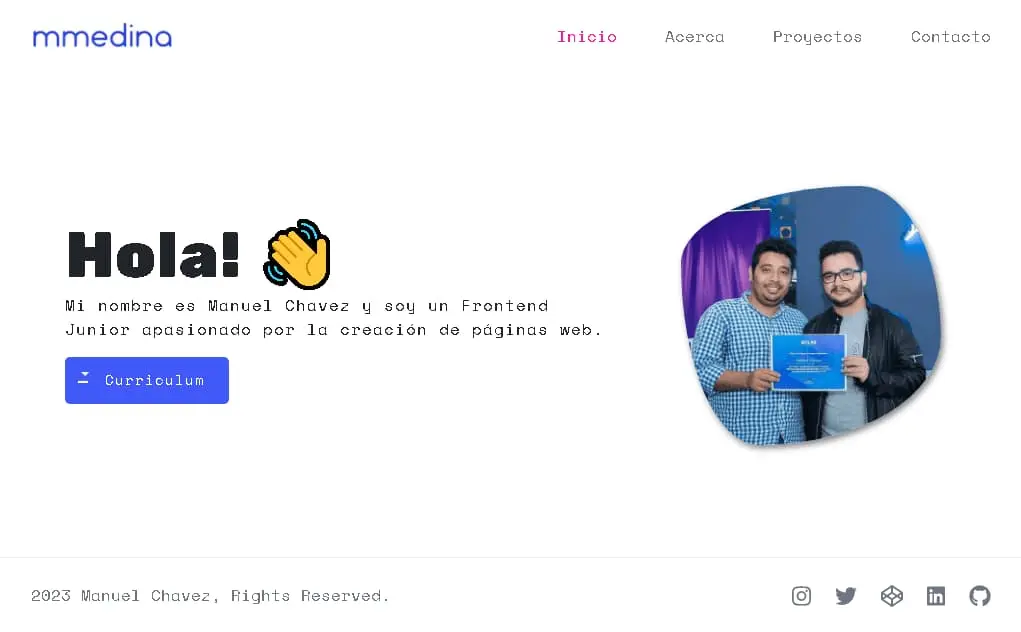 mmedina
Inicio
Acerca
Proyectos
Contacto
Hola!
Mi nombre es Manuel Chavez y soy un Frontend
Junior apasionado por la creación de páginas web.
Curriculum
2023 Manuel Chavez, Rights Reserved.